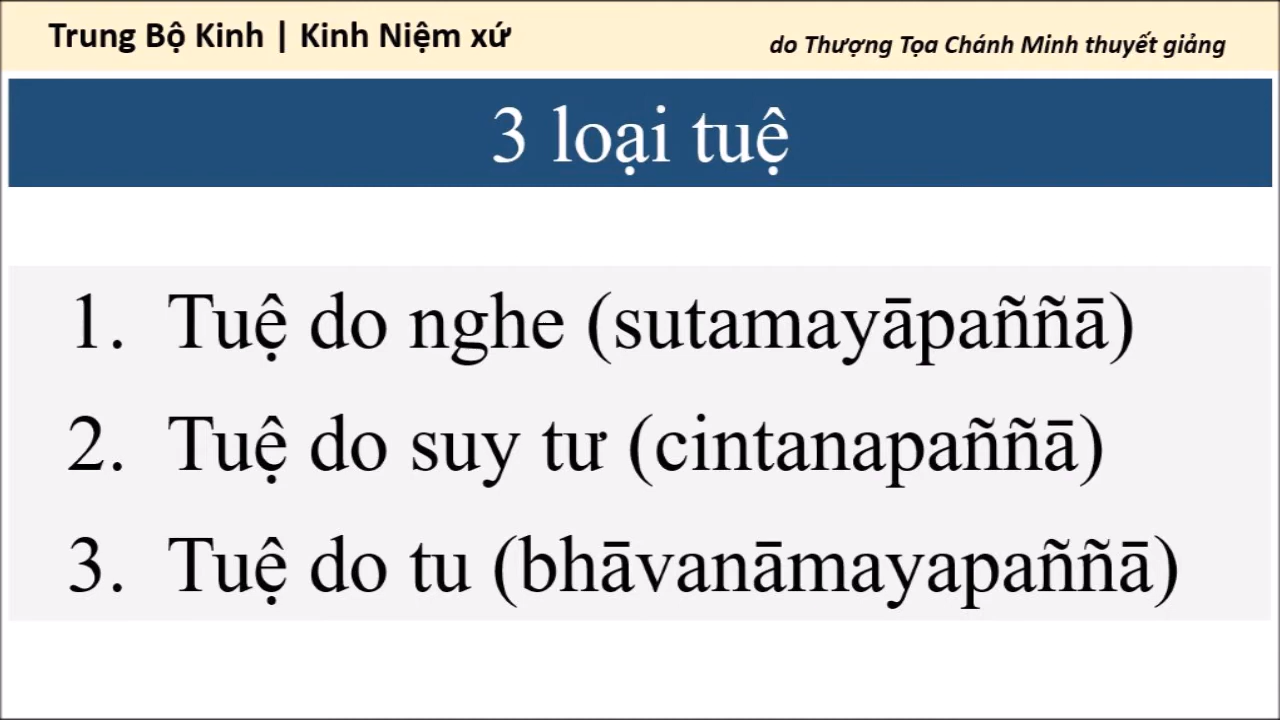 Trung Bộ Kinh | Kinh Niệm xứ
do Thượng Tọa Chánh Minh thuyết giảng
3 loại tuệ
1. Tuệ do nghe (sutamayāpaññā)
2. Tuệ do suy tư (cintanapaññā)
3. Tuệ do tu (bhāvanāmayapaññā)